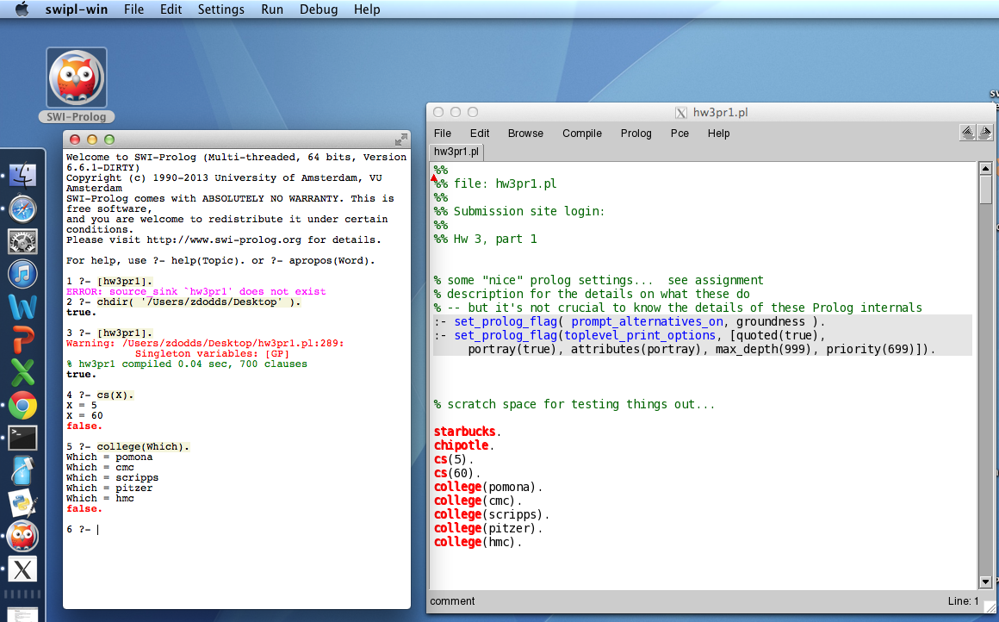 swipl-win File Edit Settings Run Debug Help
SWI-Prolog
Welcome to SWI-Prolog (Multi-threaded, 64 bits, Version
6.6.1-DIRTY)
Copyright (c) 1990-2013 University of Amsterdam, VU
Amsterdam
SWI-Prolog comes with ABSOLUTELY NO WARRANTY. This is
free software,
and you are welcome to redistribute it under certain
conditions.
Please visit http://www.swi-prolog.org for details.
For help, use ?- help(Topic). or ?- apropos(Word).
1 ?- [hw3pr1].
ERROR: source_sink `hw3pr1' does not exist
2 ?- chdir( '/Users/zdodds/Desktop' ).
true.
3 ?- [hw3pr1].
Warning: /Users/zdodds/Desktop/hw3pr1.pl:289:
Singleton variables: [GP]
% hw3pr1 compiled 0.04 sec, 700 clauses
true.
4 ?- cs(X).
X = 5
X = 60
false.
5 ?- college(Which).
Which = pomona
Which = cmc
Which = scripps
Which = pitzer
Which = hmc
false.
6 ?-
X hw3pr1.pl
File Edit Browse Compile Prolog Pce Help
hw3pr1.pl
%%
%% file: hw3pr1.pl
%%
%% Submission site login:
%%
%% Hw 3, part 1
% some "nice" prolog settings... see assignment
% description for the details on what these do
% -- but it's not crucial to know the details of these Prolog internals
:- set_prolog_flag( prompt_alternatives_on, groundness ).
:- set_prolog_flag(toplevel_print_options, [quoted(true),
portray(true), attributes(portray), max_depth(999), priority(699)]).
% scratch space for testing things out...
starbucks.
chipotle.
cs(5).
cs(60).
college(pomona).
college(cmc).
college(scripps).
college(pitzer).
college(hmc).
comment Line: 1